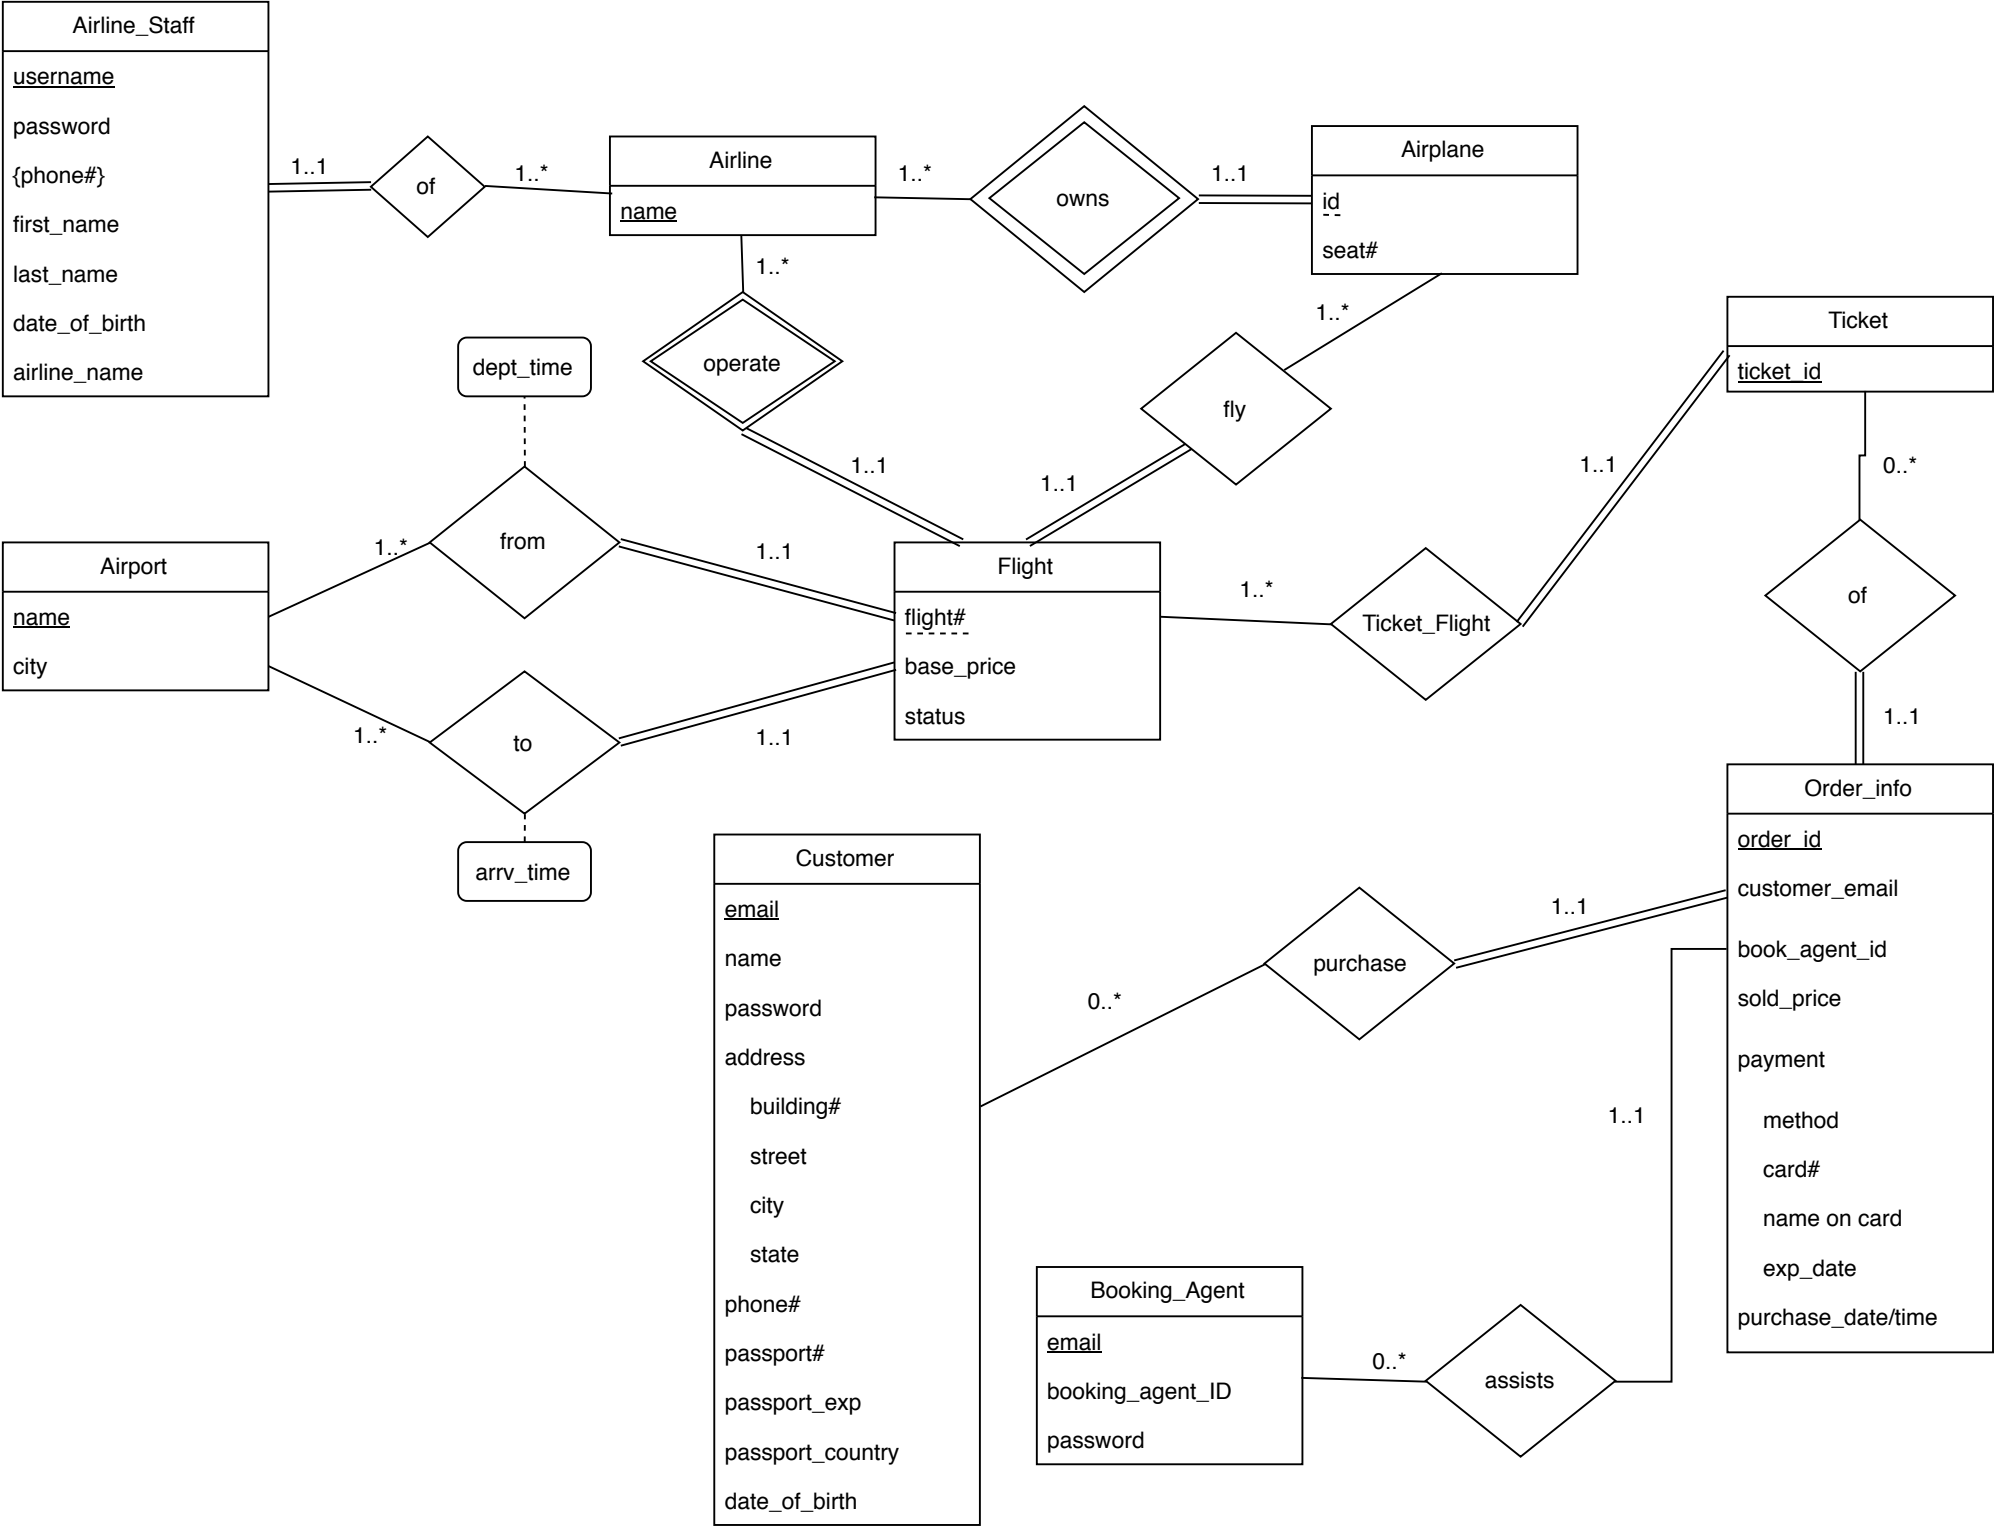 Airline_Staff
username
password
{phone#}
first_name
last_name
date_of_birth
airline_name
1..1
of
1..*
Airline
name
1..*
owns
1..1
Airplane
id
seat#
1..*
operate
1..1
1..*
fly
1..1
Ticket
ticket_id
dept_time
from
1..*
1..1
Airport
name
city
1..*
to
1..1
arrv_time
Flight
flight#
base_price
status
1..*
Ticket_Flight
1..1
0..*
of
1..1
Order_info
order_id
customer_email
book_agent_id
sold_price
payment
method
card#
name on card
exp_date
purchase_date/time
Customer
email
name
password
address
building#
street
city
state
phone#
passport#
passport_exp
passport_country
date_of_birth
0..*
purchase
1..1
Booking_Agent
email
booking_agent_ID
password
0..*
assists
1..1